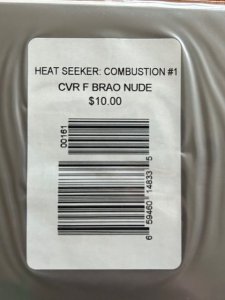 HEAT SEEKER: COMBUSTION #1
CVR F BRAO NUDE
$10.00
00161
6 59460 14833 5